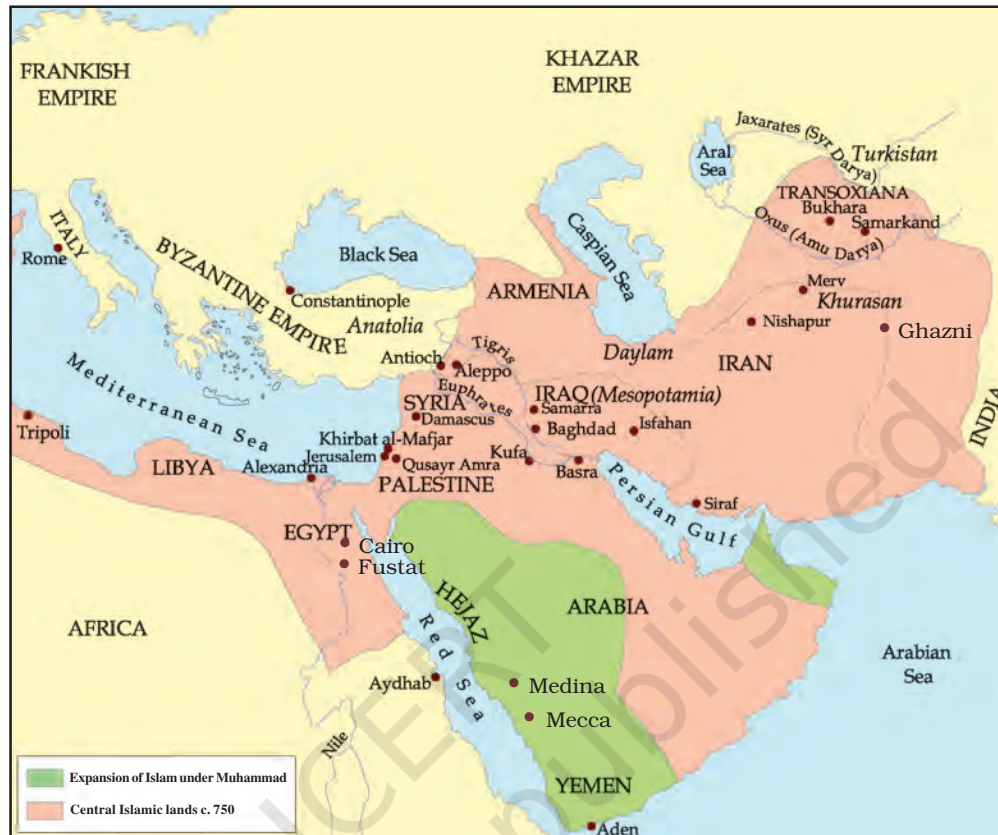 FRANKISH
EMPIRE
KHAZAR
EMPIRE
Jaxarates (Syr Darya)
Turkistan
Aral
Sea
TRANSOXIANA
Bukhara
Samarkand
Oxus (Amu Darya)
ITALY
Rome
BYZANTINE EMPIRE
Black Sea
Caspian Sea
Constantinople
Anatolia
ARMENIA
Merv
Khurasan
Nishapur
Ghazni
Daylam
IRAN
Antioch
Aleppo
Tigris
Euphrates
Mediterranean Sea
SYRIA
Damascus
IRAQ (Mesopotamia)
Samarra
Baghdad
Isfahan
INDIA
Tripoli
Khirbat al-Mafjar
Jerusalem
Qusayr Amra
Kufa
Basra
LIBYA
Alexandria
PALESTINE
Persian Gulf
Siraf
EGYPT
Cairo
Fustat
HEJAZ
ARABIA
AFRICA
Red Sea
Arabian
Sea
Aydhab
Medina
Mecca
Nile
YEMEN
Aden
Expansion of Islam under Muhammad
Central Islamic lands c. 750
NCERT
published